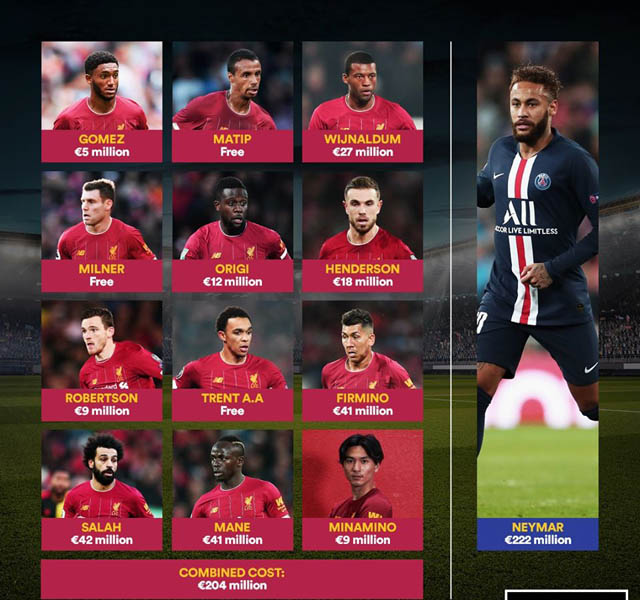 GOMEZ
€5 million
MATIP
Free
WIJNALDUM
€27 million
MILNER
Free
ORIGI
€12 million
HENDERSON
€18 million
ROBERTSON
€9 million
TRENT A.A
Free
FIRMINO
€41 million
SALAH
€42 million
MANE
€41 million
MINAMINO
€9 million
COMBINED COST:
€204 million
ALL
LIVE LIMITLESS
NEYMAR
€222 million